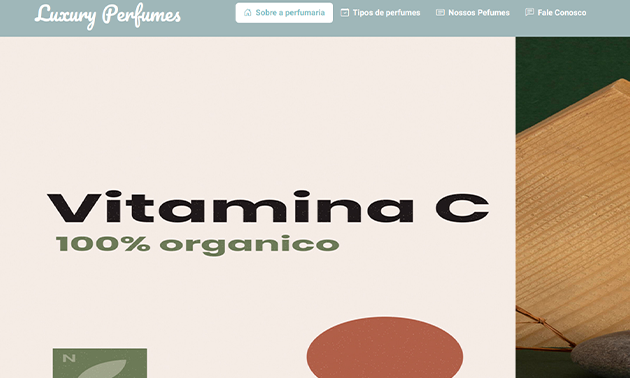 Luxury Perfumes
Sobre a perfumaria Tipos de perfumes Nossos Pefumes Fale Conosco
Vitamina C
100% organico
N